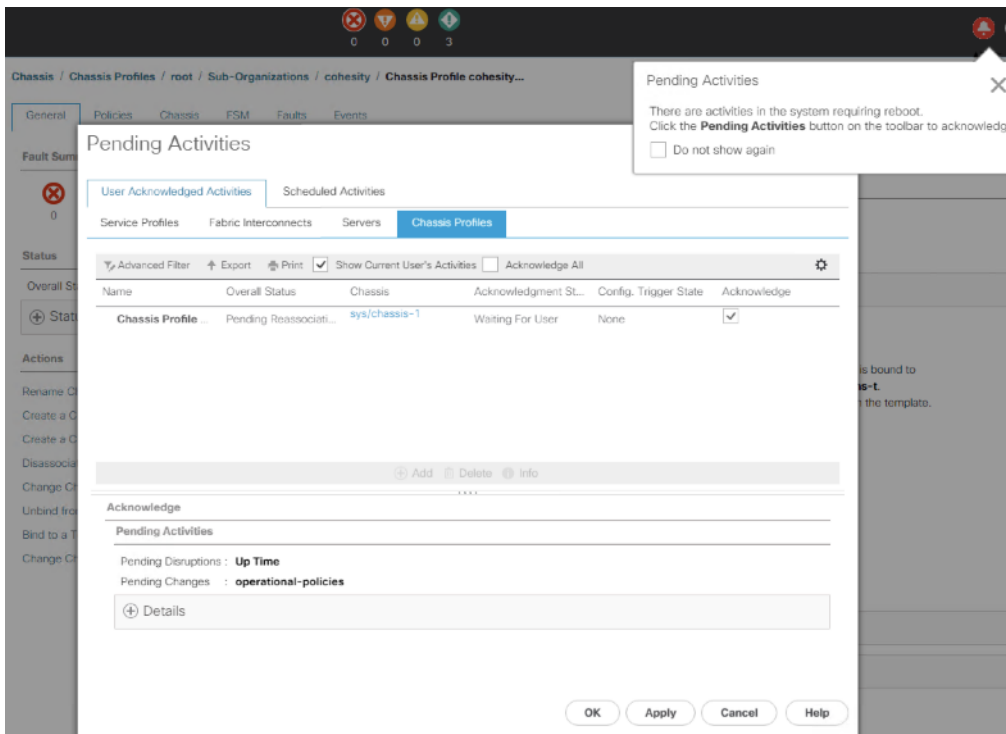 0 0 0 3
Chassis / Chassis Profiles / root / Sub-Organizations / cohesity / Chassis Profile cohesity...
General Policies Chassis FSM Faults Events
Pending Activities
There are activities in the system requiring reboot.
Click the Pending Activities button on the toolbar to acknowledg
Do not show again
Fault Sum
0
Status
Overall St
Statu
Actions
Rename C
Create a C
Create a C
Disassocia
Change Ch
Unbind fro
Bind to a T
Change Ch
Pending Activities
User Acknowledged Activities Scheduled Activities
Service Profiles Fabric Interconnects Servers Chassis Profiles
Advanced Filter Export Print Show Current User's Activities Acknowledge All
Name Overall Status Chassis Acknowledgment St... Config. Trigger State Acknowledge
Chassis Profile ... Pending Reassociati... sys/chassis-1 Waiting For User None
Add Delete Info
Acknowledge
Pending Activities
Pending Disruptions : Up Time
Pending Changes : operational-policies
Details
OK Apply Cancel Help
is bound to
ns-t.
the template.